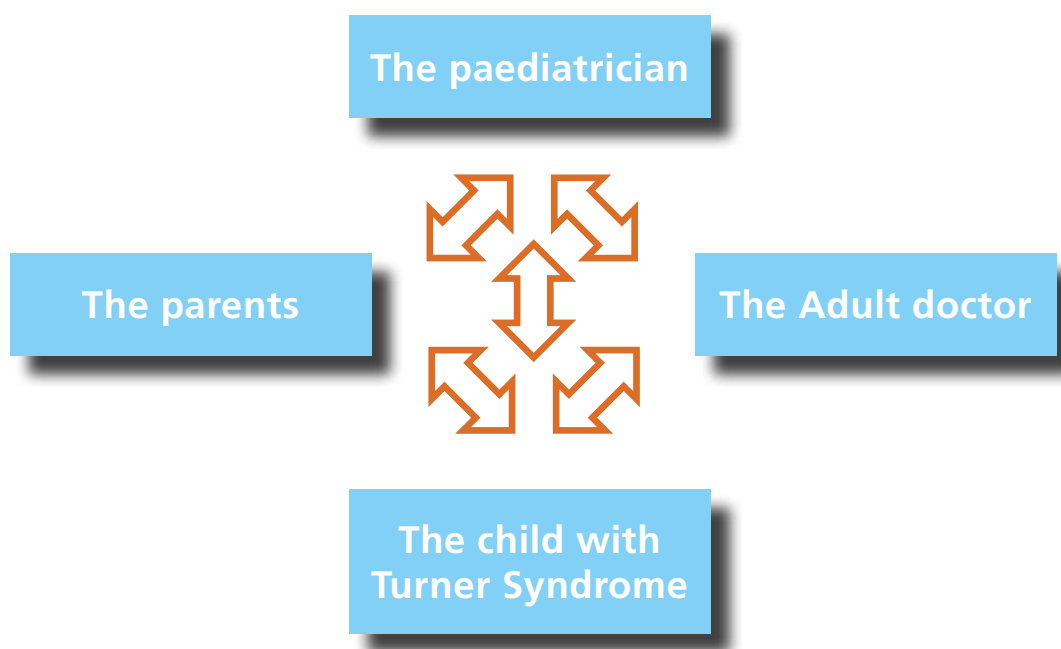 The paediatrician
The parents
The Adult doctor
The child with
Turner Syndrome